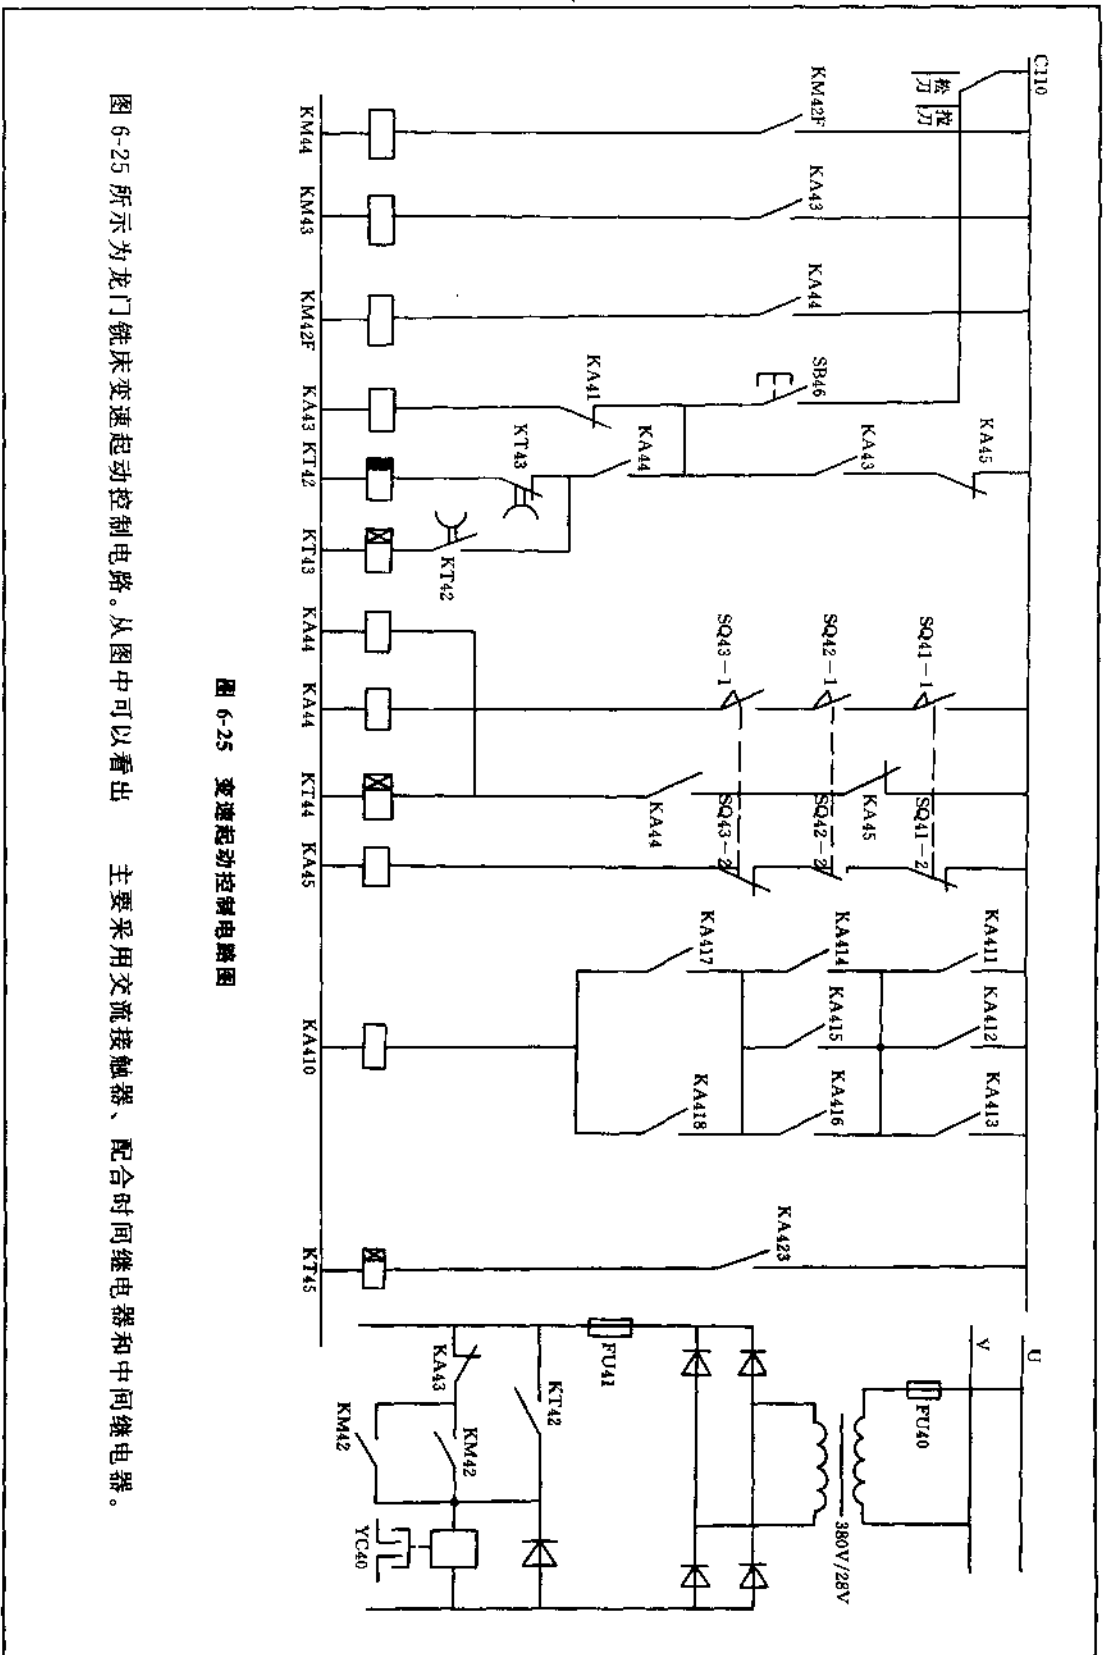 C110
松刀
拉刀
KM42F
KA43
KA44
SB46
KA45
KA43
KA41
KA44
KT43
KT42
SQ41-1
SQ42-1
SQ43-1
SQ41-2
KA45
SQ42-2
SQ43-2
KA44
KA411
KA412
KA413
KA414
KA415
KA416
KA417
KA418
KA423
U
V
FU40
380V/28V
FU41
KT42
KA43
KM42
KM42
YC40
KM44
KM43
KM42F
KA43
KT42
KT43
KA44
KA44
KT44
KA45
KA410
KT45
图 6-25 变速起动控制电路图
图 6-25 所示为龙门铣床变速起动控制电路。从图中可以看出 主要采用交流接触器、配合时间继电器和中间继电器。